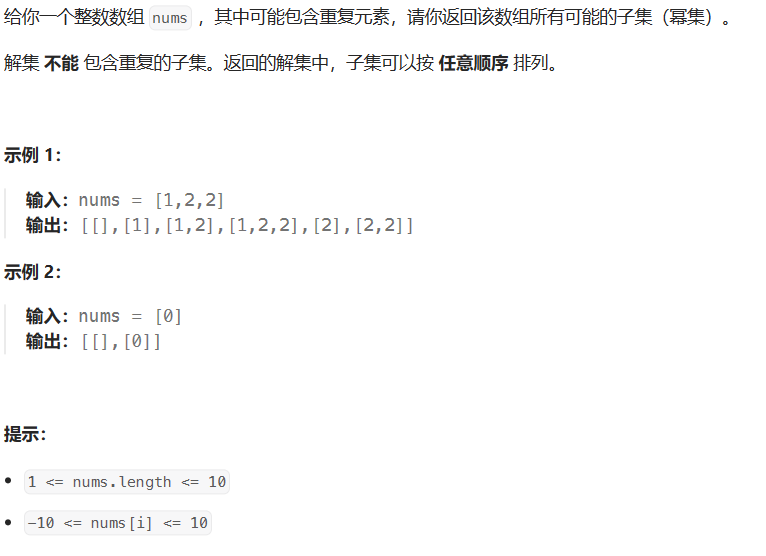 给你一个整数数组 nums ，其中可能包含重复元素，请你返回该数组所有可能的子集（幂集）。
解集 不能 包含重复的子集。返回的解集中，子集可以按 任意顺序 排列。
示例 1：
输入：nums = [1,2,2]
输出：[[],[1],[1,2],[1,2,2],[2],[2,2]]
示例 2：
输入：nums = [0]
输出：[[],[0]]
提示：
1 <= nums.length <= 10
-10 <= nums[i] <= 10